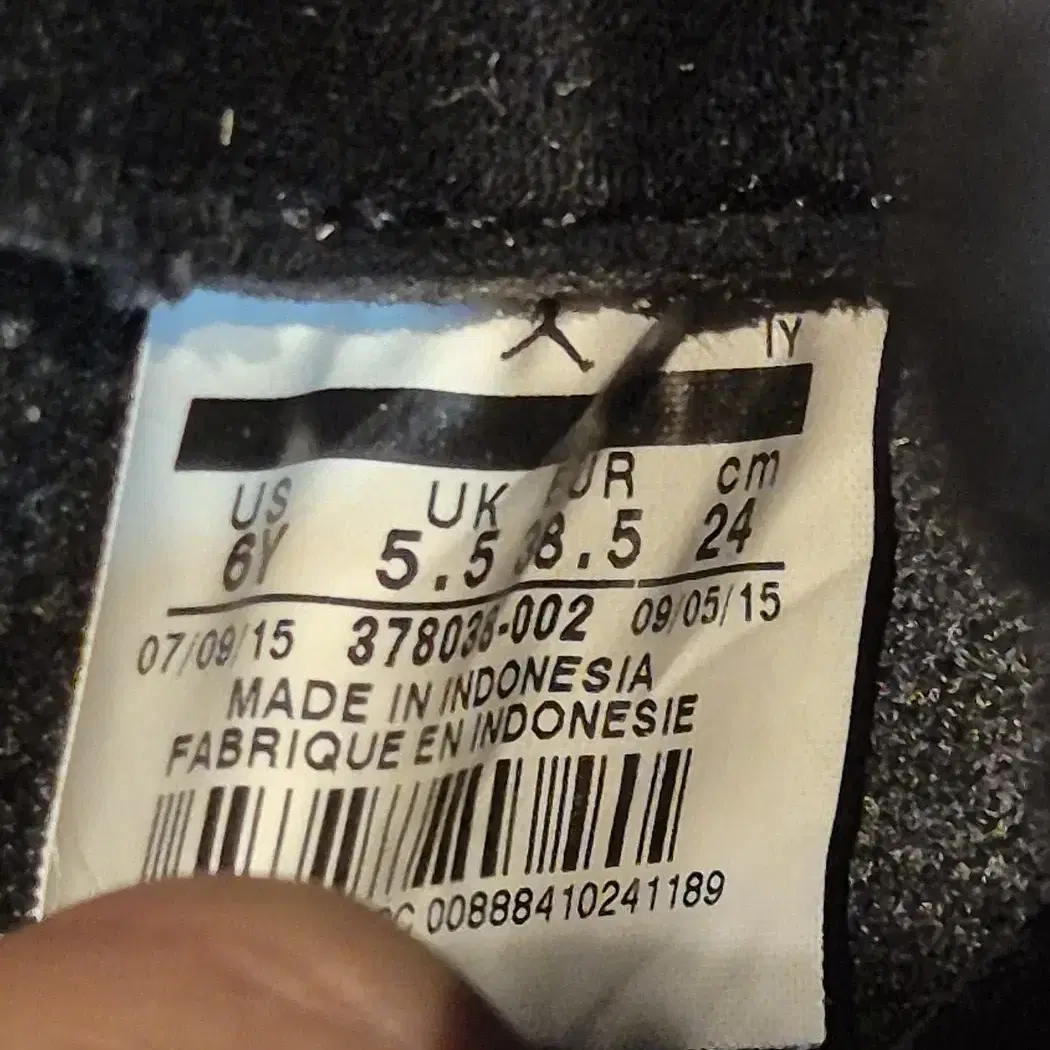 IY
US UK EUR cm
6Y 5.5 38.5 24
07/09/15 378038-002 09/05/15
MADE IN INDONESIA
FABRIQUE EN INDONESIE
00888410241189